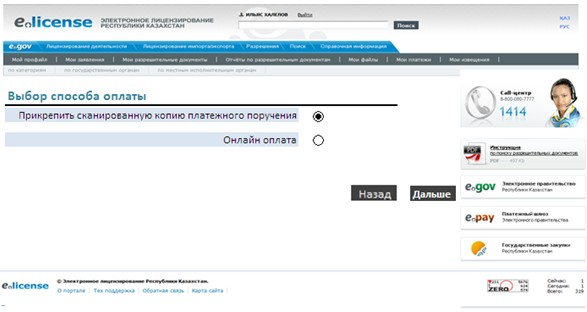 e.license
ЭЛЕКТРОННОЕ ЛИЦЕНЗИРОВАНИЕ
РЕСПУБЛИКИ КАЗАХСТАН
ИЛЬЯС ХАЛЕЛОВ Выйти
Поиск
ҚАЗ
РУС
e.gov Лицензирование деятельности Лицензирование импорта/экспорта Разрешения Поиск Справочная информация
Мой профиль Мои заявления Мои разрешительные документы Отчёты по разрешительным документам Мои файлы Мои платежи Мои извещения
по категориям по государственным органам по местным исполнительным органам
Выбор способа оплаты
Прикрепить сканированную копию платежного поручения
Онлайн оплата
Назад Дальше
Call-центр
8-800-080-7777
1414
Инструкция
по поиску разрешительных документов
PDF
e.gov Электронное правительство
Республики Казахстан
e.pay Платежный шлюз
Электронного правительства
Государственные закупки
Республики Казахстан
e.license
© Электронное лицензирование Республики Казахстан.
О портале Тех поддержка Обратная связь Карта сайта
ZERO
Сейчас: 1
Сегодня: 1
Всего: 319